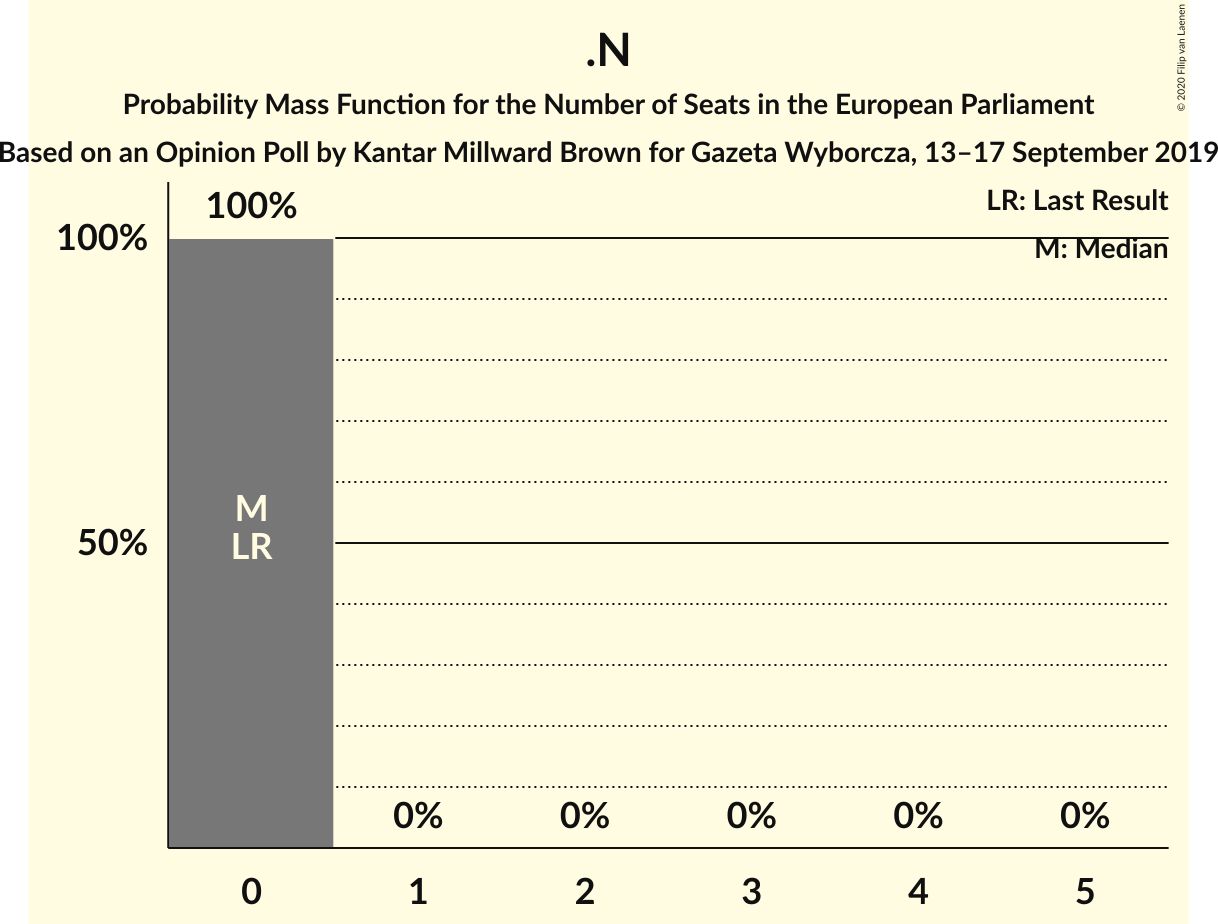 .N
Probability Mass Function for the Number of Seats in the European Parliament
Based on an Opinion Poll by Kantar Millward Brown for Gazeta Wyborcza, 13–17 September 2019
© 2020 Filip van Laenen
LR: Last Result
M: Median
100%
100%
50%
M
LR
0% 0% 0% 0% 0%
0 1 2 3 4 5